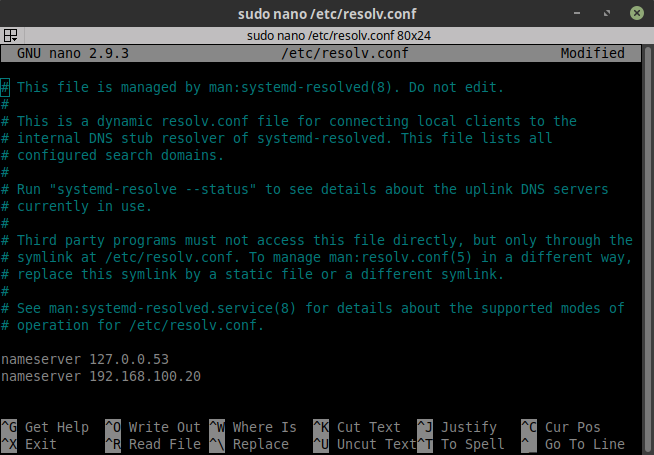 sudo nano /etc/resolv.conf
sudo nano /etc/resolv.conf 80x24
GNU nano 2.9.3 /etc/resolv.conf Modified
# This file is managed by man:systemd-resolved(8). Do not edit.
#
# This is a dynamic resolv.conf file for connecting local clients to the
# internal DNS stub resolver of systemd-resolved. This file lists all
# configured search domains.
#
# Run "systemd-resolve --status" to see details about the uplink DNS servers
# currently in use.
#
# Third party programs must not access this file directly, but only through the
# symlink at /etc/resolv.conf. To manage man:resolv.conf(5) in a different way,
# replace this symlink by a static file or a different symlink.
#
# See man:systemd-resolved.service(8) for details about the supported modes of
# operation for /etc/resolv.conf.
nameserver 127.0.0.53
nameserver 192.168.100.20
^G Get Help ^O Write Out ^W Where Is ^K Cut Text ^J Justify ^C Cur Pos
^X Exit ^R Read File ^\ Replace ^U Uncut Text ^T To Spell ^_ Go To Line